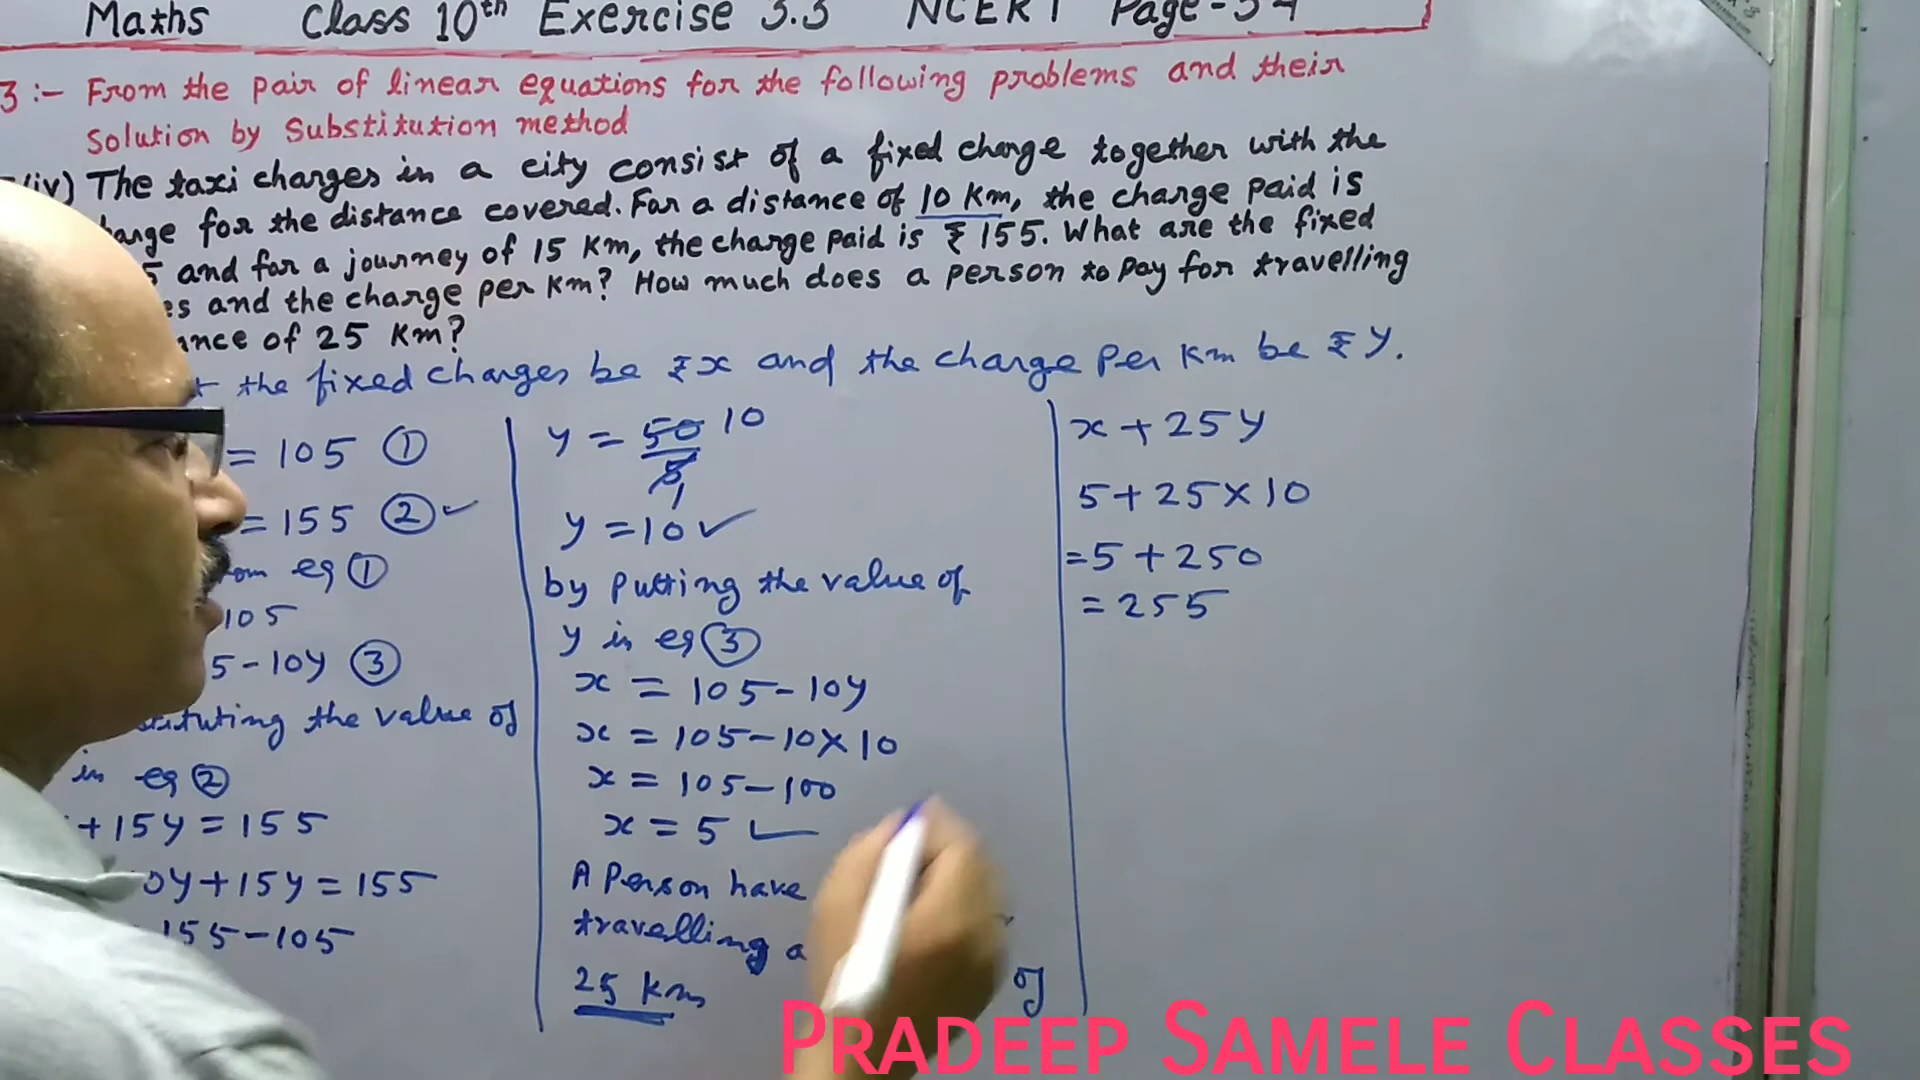 Maths Class 10th Exercise 3.3 NCERT Page-54
3:- From the pair of linear equations for the following problems and their
solution by Substitution method
(iv) The taxi charges in a city consist of a fixed charge together with the
for the distance covered. For a distance of 10 Km, the charge paid is
5 and for a journey of 15 Km, the charge paid is ₹155. What are the fixed
es and the charge per Km? How much does a person to pay for travelling
of 25 Km?
the fixed charges be ₹x and the charge Per Km be ₹y.
= 105 ①
= 155 ②
eq ①
105
5-10y ③
the value of
in eq ②
+15y = 155
0y+15y = 155
155-105
y = 50 10
5
1
y = 10
by Putting the value of
y in eq ③
x = 105-10y
x = 105-10×10
x = 105-100
x = 5
A Person have
travelling a
of
25 km
x+25y
5+25×10
=5+250
=255
PRADEEP SAMELE CLASSES